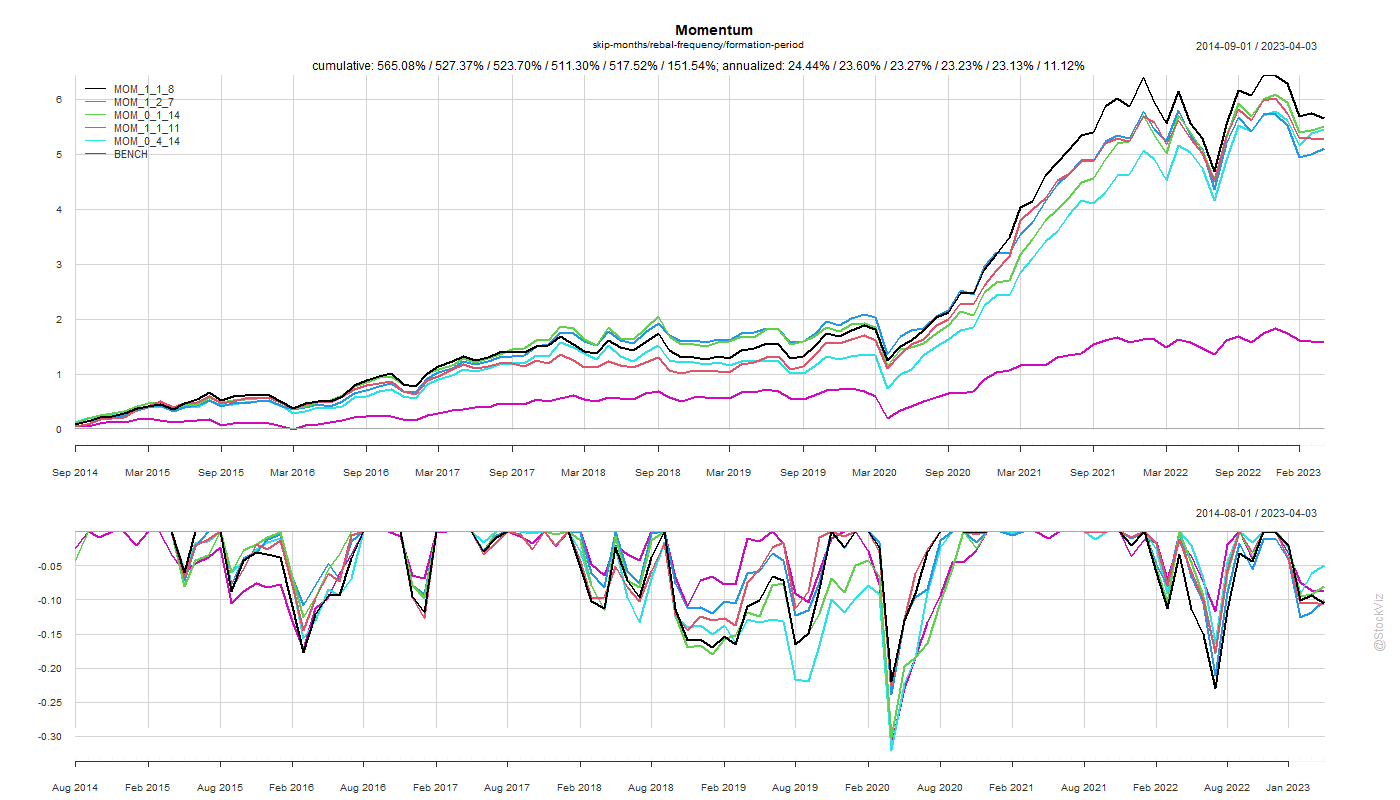 Momentum
skip-months/rebal-frequency/formation-period
2014-09-01 / 2023-04-03
cumulative: 565.08% / 527.37% / 523.70% / 511.30% / 517.52% / 151.54%; annualized: 24.44% / 23.60% / 23.27% / 23.23% / 23.13% / 11.12%
MOM_1_1_8
MOM_1_2_7
MOM_0_1_14
MOM_1_1_11
MOM_0_4_14
BENCH
6
5
4
3
2
1
0
Sep 2014 Mar 2015 Sep 2015 Mar 2016 Sep 2016 Mar 2017 Sep 2017 Mar 2018 Sep 2018 Mar 2019 Sep 2019 Mar 2020 Sep 2020 Mar 2021 Sep 2021 Mar 2022 Sep 2022 Feb 2023
2014-08-01 / 2023-04-03
-0.05
-0.10
-0.15
-0.20
-0.25
-0.30
Aug 2014 Feb 2015 Aug 2015 Feb 2016 Aug 2016 Feb 2017 Aug 2017 Feb 2018 Aug 2018 Feb 2019 Aug 2019 Feb 2020 Aug 2020 Feb 2021 Aug 2021 Feb 2022 Aug 2022 Jan 2023
@StockViz